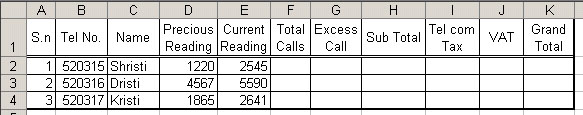 A B C D E F G H I J K
1 S.n Tel No. Name Precious Reading Current Reading Total Calls Excess Call Sub Total Tel com Tax VAT Grand Total
2 1 520315 Shristi 1220 2545
3 2 520316 Dristi 4567 5590
4 3 520317 Kristi 1865 2641